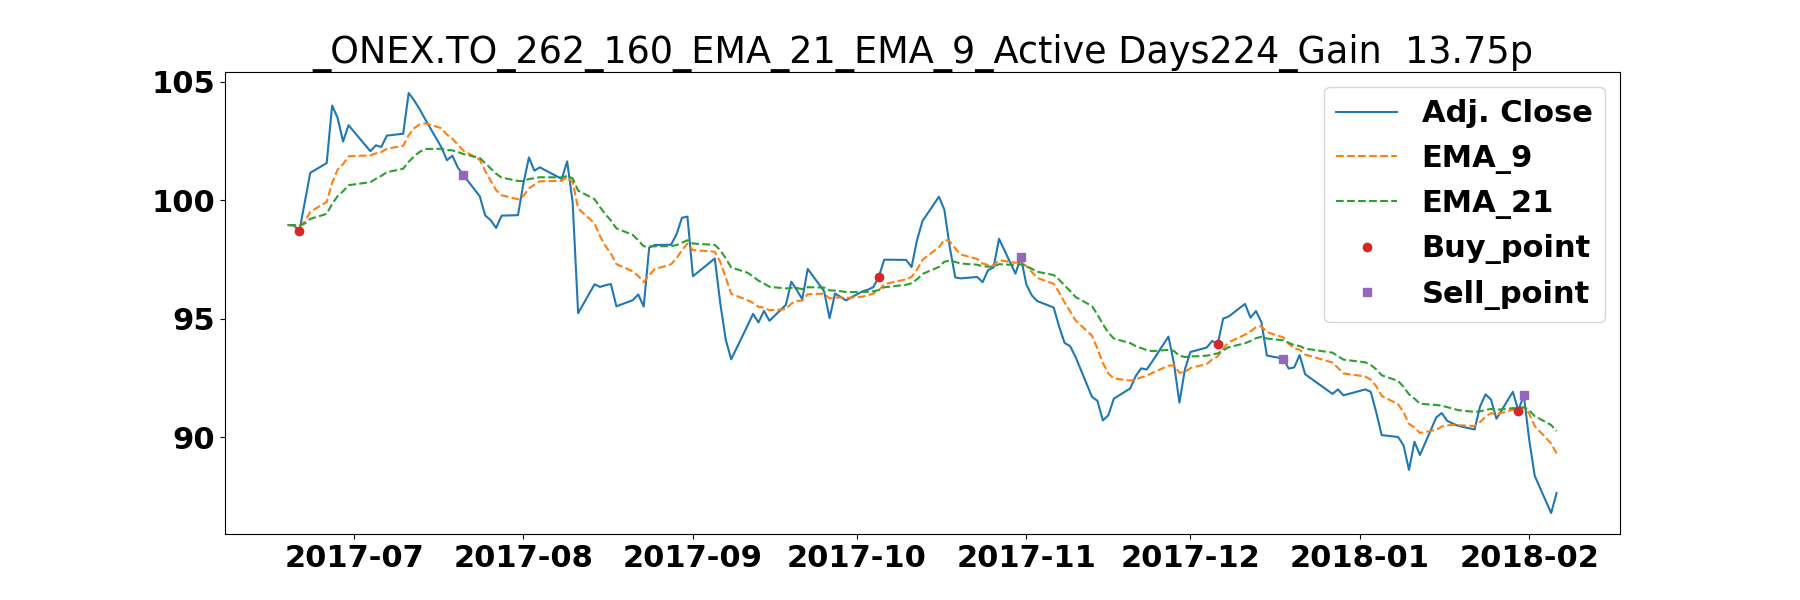 _ONEX.TO_262_160_EMA_21_EMA_9_Active Days224_Gain  13.75p
105
100
95
90
Adj. Close
EMA_9
EMA_21
Buy_point
Sell_point
2017-07 2017-08 2017-09 2017-10 2017-11 2017-12 2018-01 2018-02